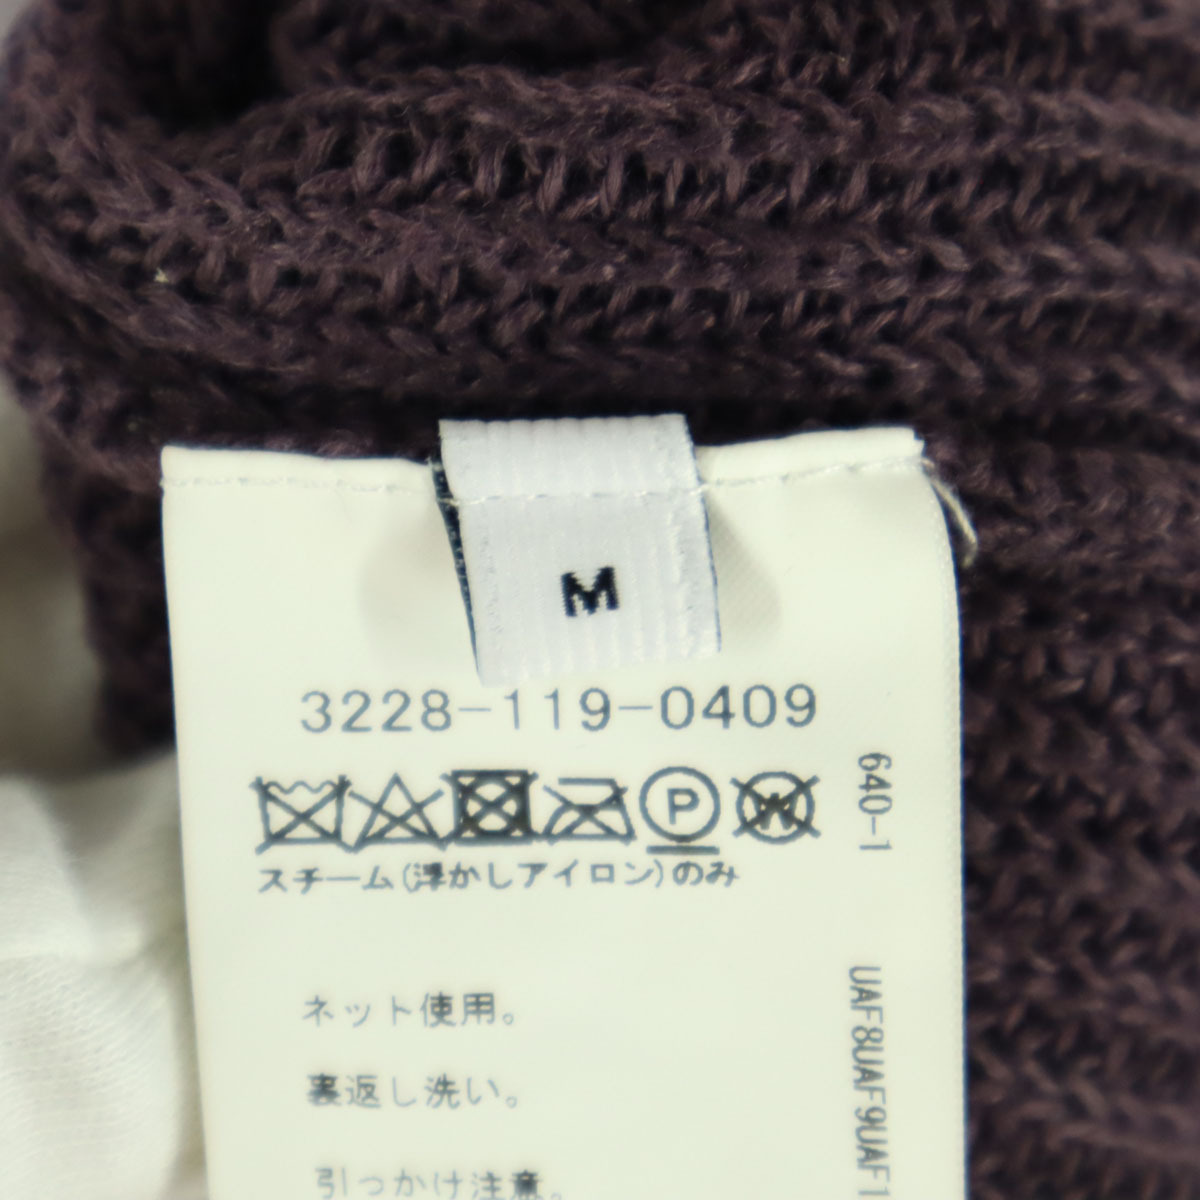 M
3228-119-0409
P W
スチーム(浮かしアイロン)のみ
ネット使用。
裏返し洗い。
引っかけ注意。
640-1
UAF8UAF9UAF1